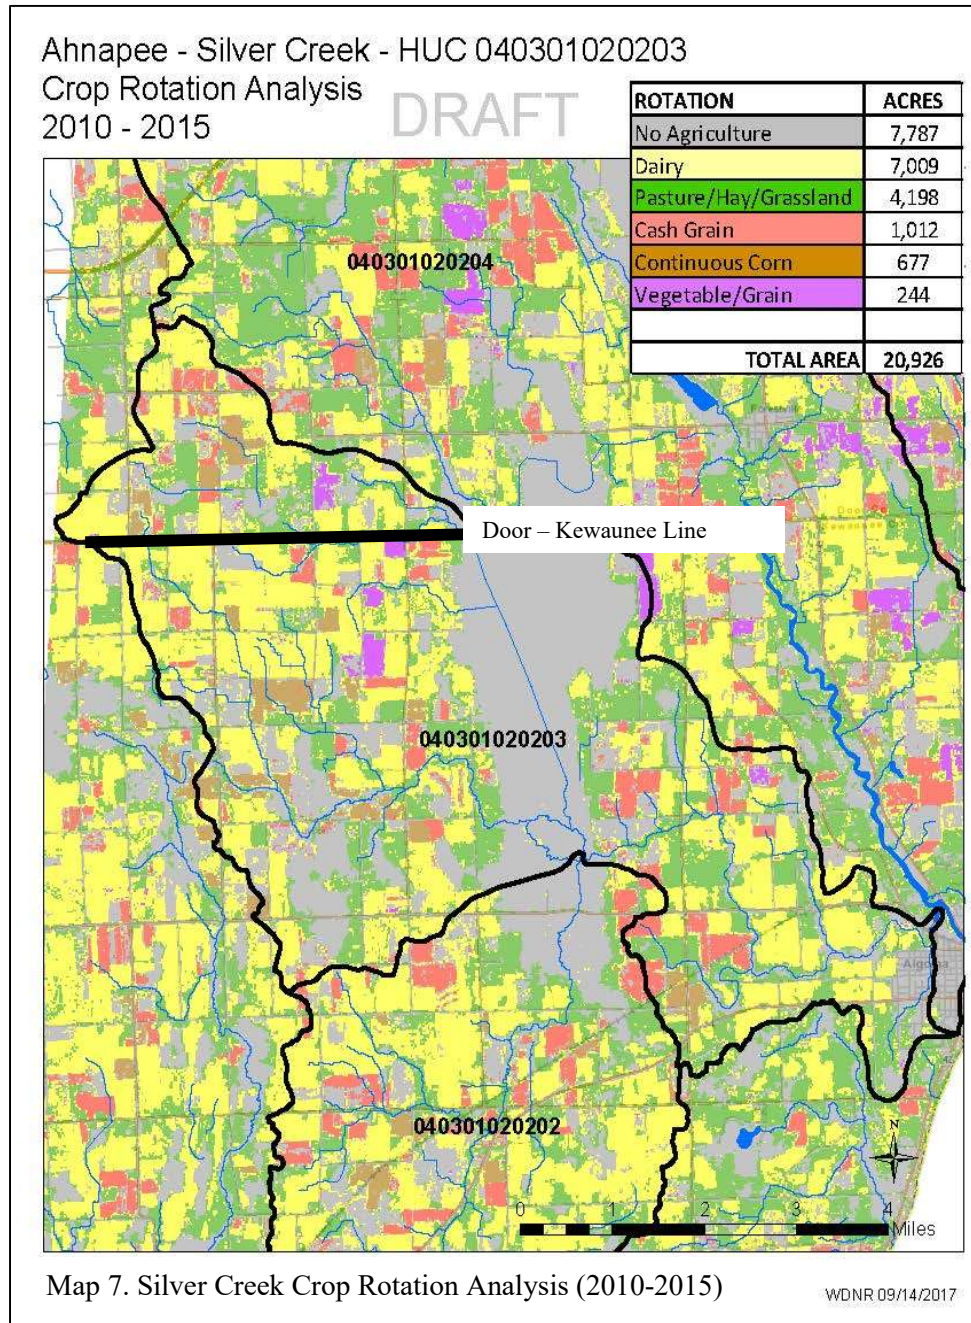 Ahnapee - Silver Creek - HUC 040301020203
Crop Rotation Analysis
2010 - 2015
DRAFT
ROTATION ACRES
No Agriculture 7,787
Dairy 7,009
Pasture/Hay/Grassland 4,198
Cash Grain 1,012
Continuous Corn 677
Vegetable/Grain 244
TOTAL AREA 20,926
040301020204
Forestville
Door – Kewaunee Line
040301020203
Algoma
040301020202
N
0 1 2 3 4
Miles
Map 7. Silver Creek Crop Rotation Analysis (2010-2015)
WDNR 09/14/2017